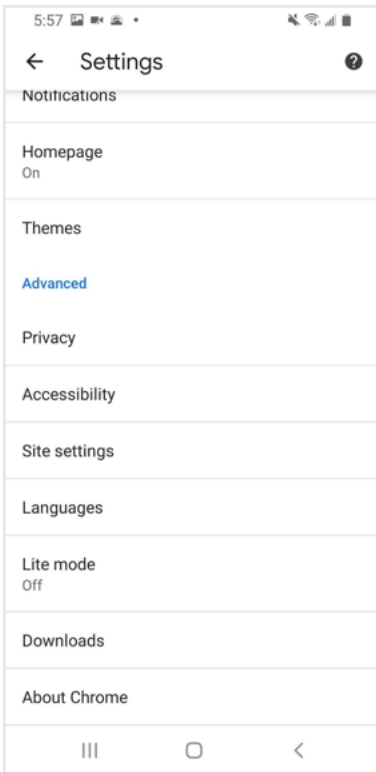 5:57
Settings
Notifications
Homepage
On
Themes
Advanced
Privacy
Accessibility
Site settings
Languages
Lite mode
Off
Downloads
About Chrome